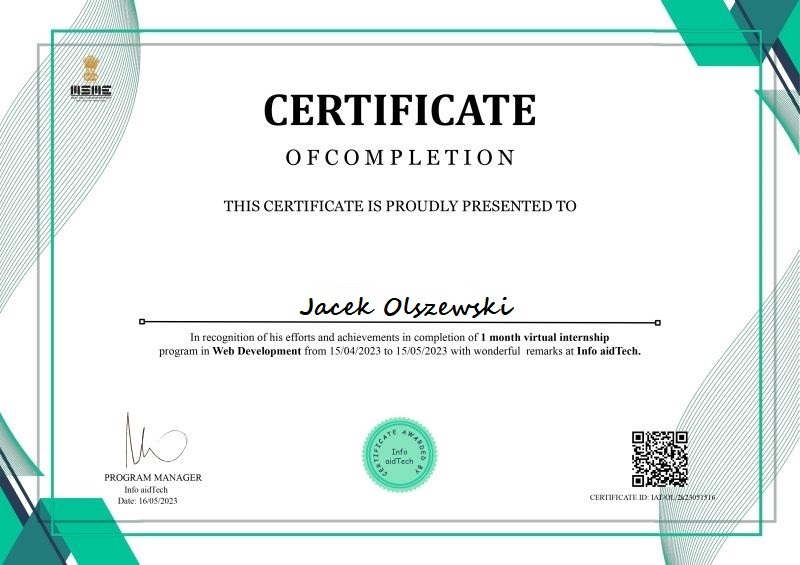 MSME
CERTIFICATE
OFCOMPLETION
THIS CERTIFICATE IS PROUDLY PRESENTED TO
Jacek Olszewski
In recognition of his efforts and achievements in completion of 1 month virtual internship
program in Web Development from 15/04/2023 to 15/05/2023 with wonderful remarks at Info aidTech.
PROGRAM MANAGER
Info aidTech
Date: 16/05/2023
CERTIFICATE AWARDED BY
Info
aidTech
CERTIFICATE ID: IAT/OL/2k23051516